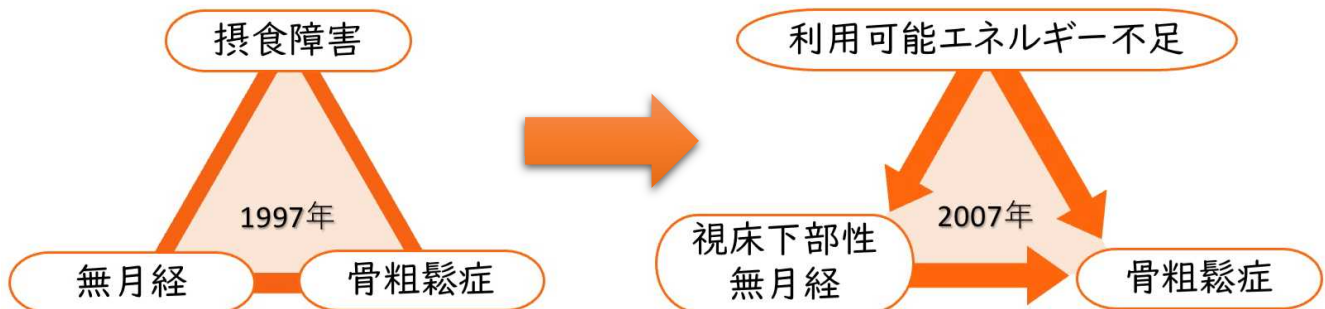 摂食障害
1997年
無月経
骨粗鬆症
利用可能エネルギー不足
2007年
視床下部性
無月経
骨粗鬆症